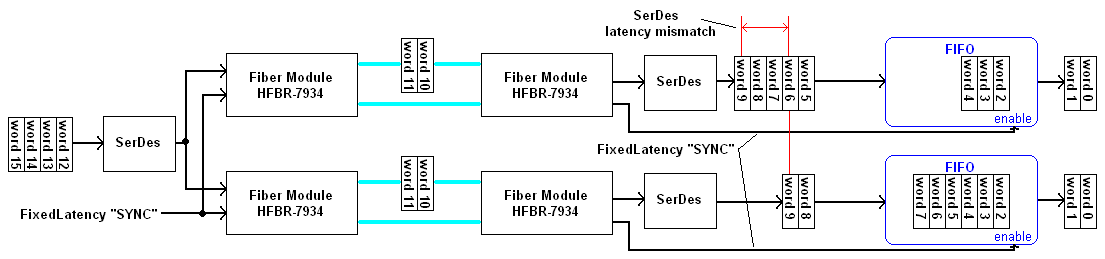 SerDes
latency mismatch
Fiber Module
HFBR-7934
word 10
word 11
Fiber Module
HFBR-7934
SerDes
word 5
word 6
word 7
word 8
word 9
FIFO
word 2
word 3
word 4
enable
word 0
word 1
word 12
word 13
word 14
word 15
SerDes
FixedLatency "SYNC"
FixedLatency "SYNC"
Fiber Module
HFBR-7934
word 10
word 11
Fiber Module
HFBR-7934
SerDes
word 8
word 9
FIFO
word 2
word 3
word 4
word 5
word 6
word 7
enable
word 0
word 1